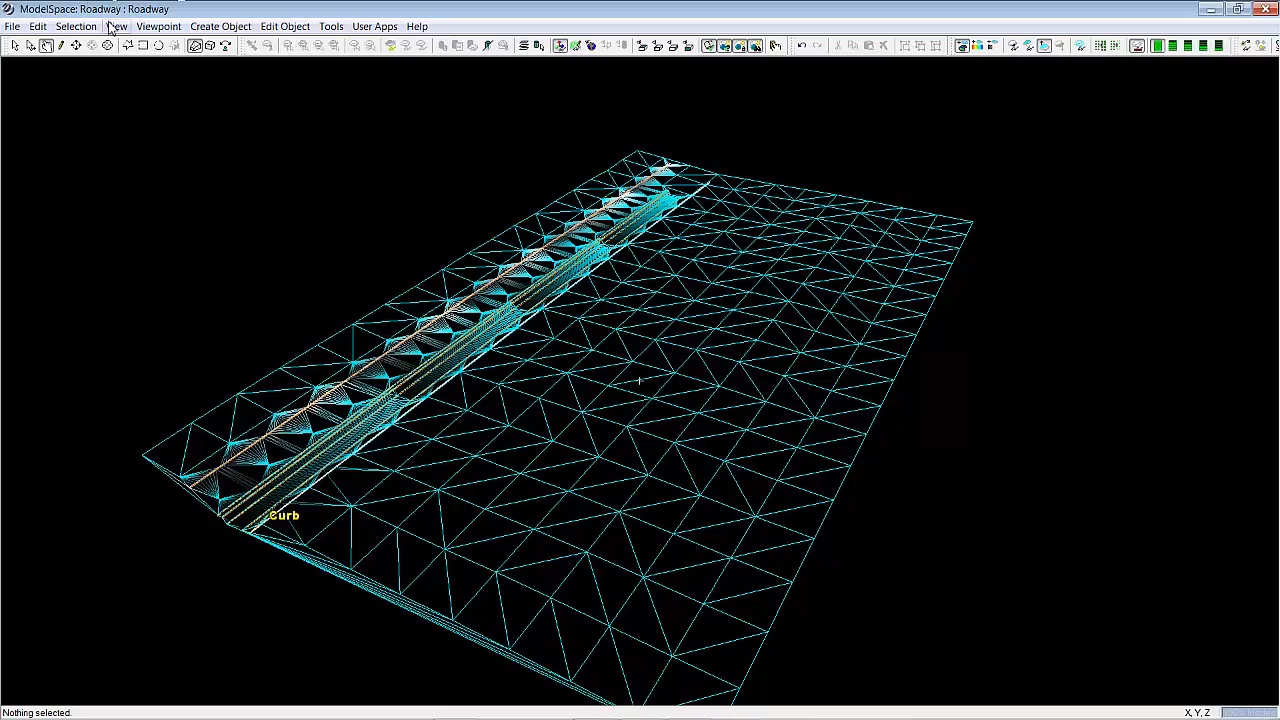 ModelSpace: Roadway : Roadway
File Edit Selection View Viewpoint Create Object Edit Object Tools User Apps Help
Curb
Nothing selected.
X, Y, Z